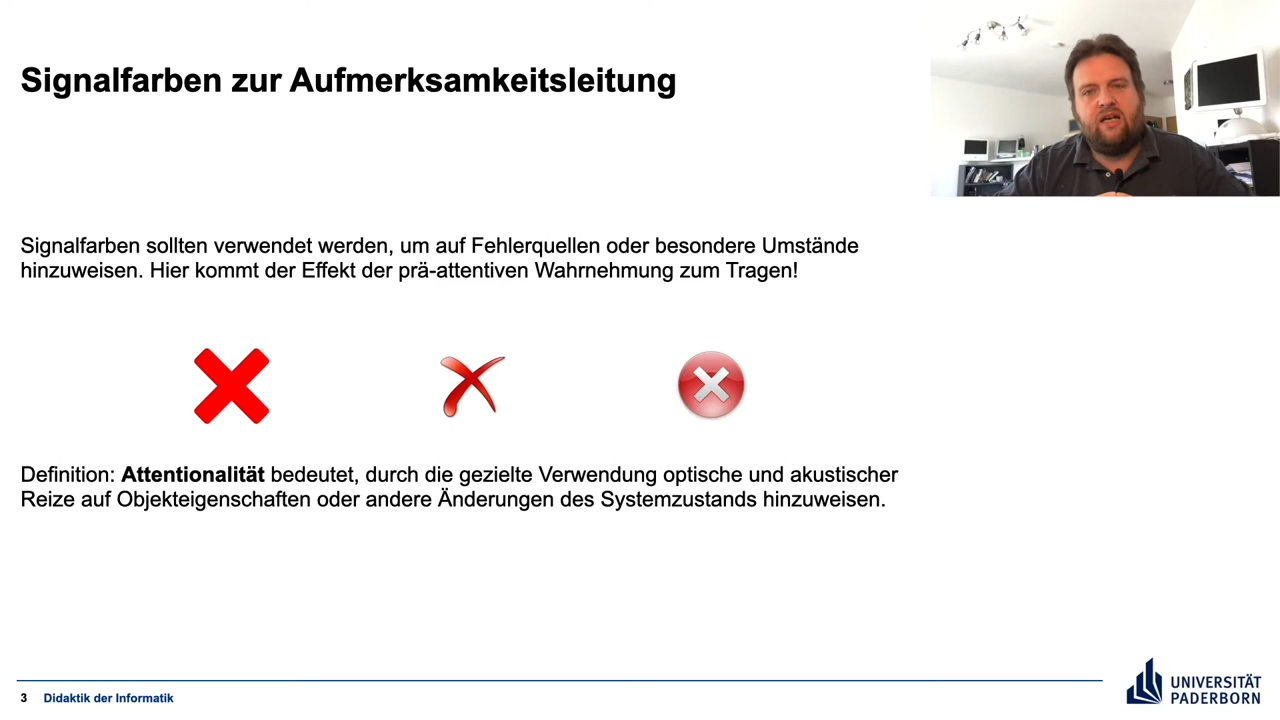 Signalfarben zur Aufmerksamkeitsleitung
Signalfarben sollten verwendet werden, um auf Fehlerquellen oder besondere Umstände
hinzuweisen. Hier kommt der Effekt der prä-attentiven Wahrnehmung zum Tragen!
Definition: Attentionalität bedeutet, durch die gezielte Verwendung optische und akustischer
Reize auf Objekteigenschaften oder andere Änderungen des Systemzustands hinzuweisen.
3 Didaktik der Informatik
UNIVERSITÄT
PADERBORN